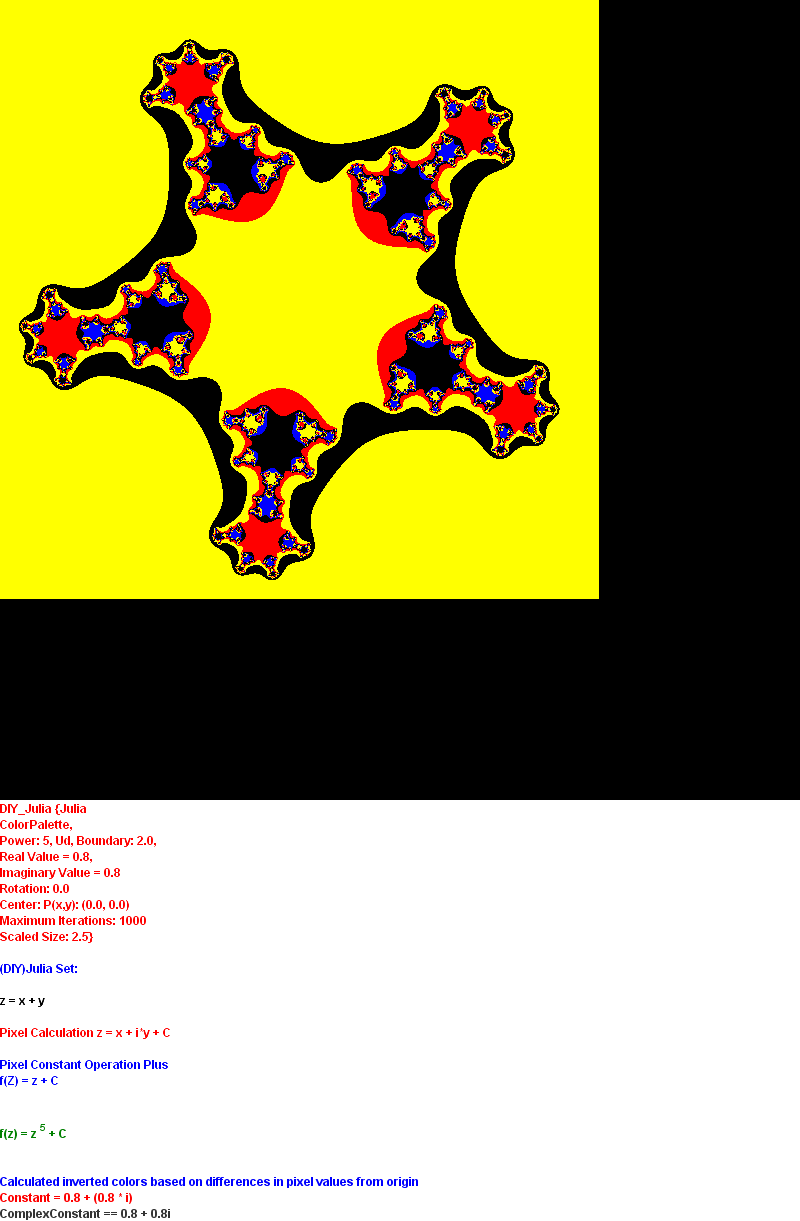 DIY_Julia {Julia
ColorPalette,
Power: 5, Ud, Boundary: 2.0,
Real Value = 0.8,
Imaginary Value = 0.8
Rotation: 0.0
Center: P(x,y): (0.0, 0.0)
Maximum Iterations: 1000
Scaled Size: 2.5}
(DIY)Julia Set:
z = x + y
Pixel Calculation z = x + i*y + C
Pixel Constant Operation Plus
f(Z) = z + C
f(z) = z 5 + C
Calculated inverted colors based on differences in pixel values from origin
Constant = 0.8 + (0.8 * i)
ComplexConstant == 0.8 + 0.8i